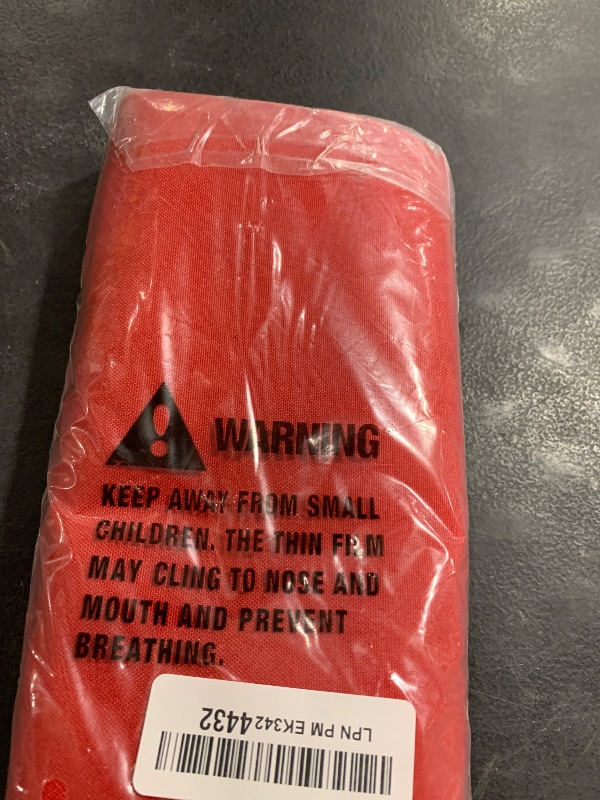 WARNING
KEEP AWAY FROM SMALL
CHILDREN. THE THIN FILM
MAY CLING TO NOSE AND
MOUTH AND PREVENT
BREATHING.
LPN PM EK3424432